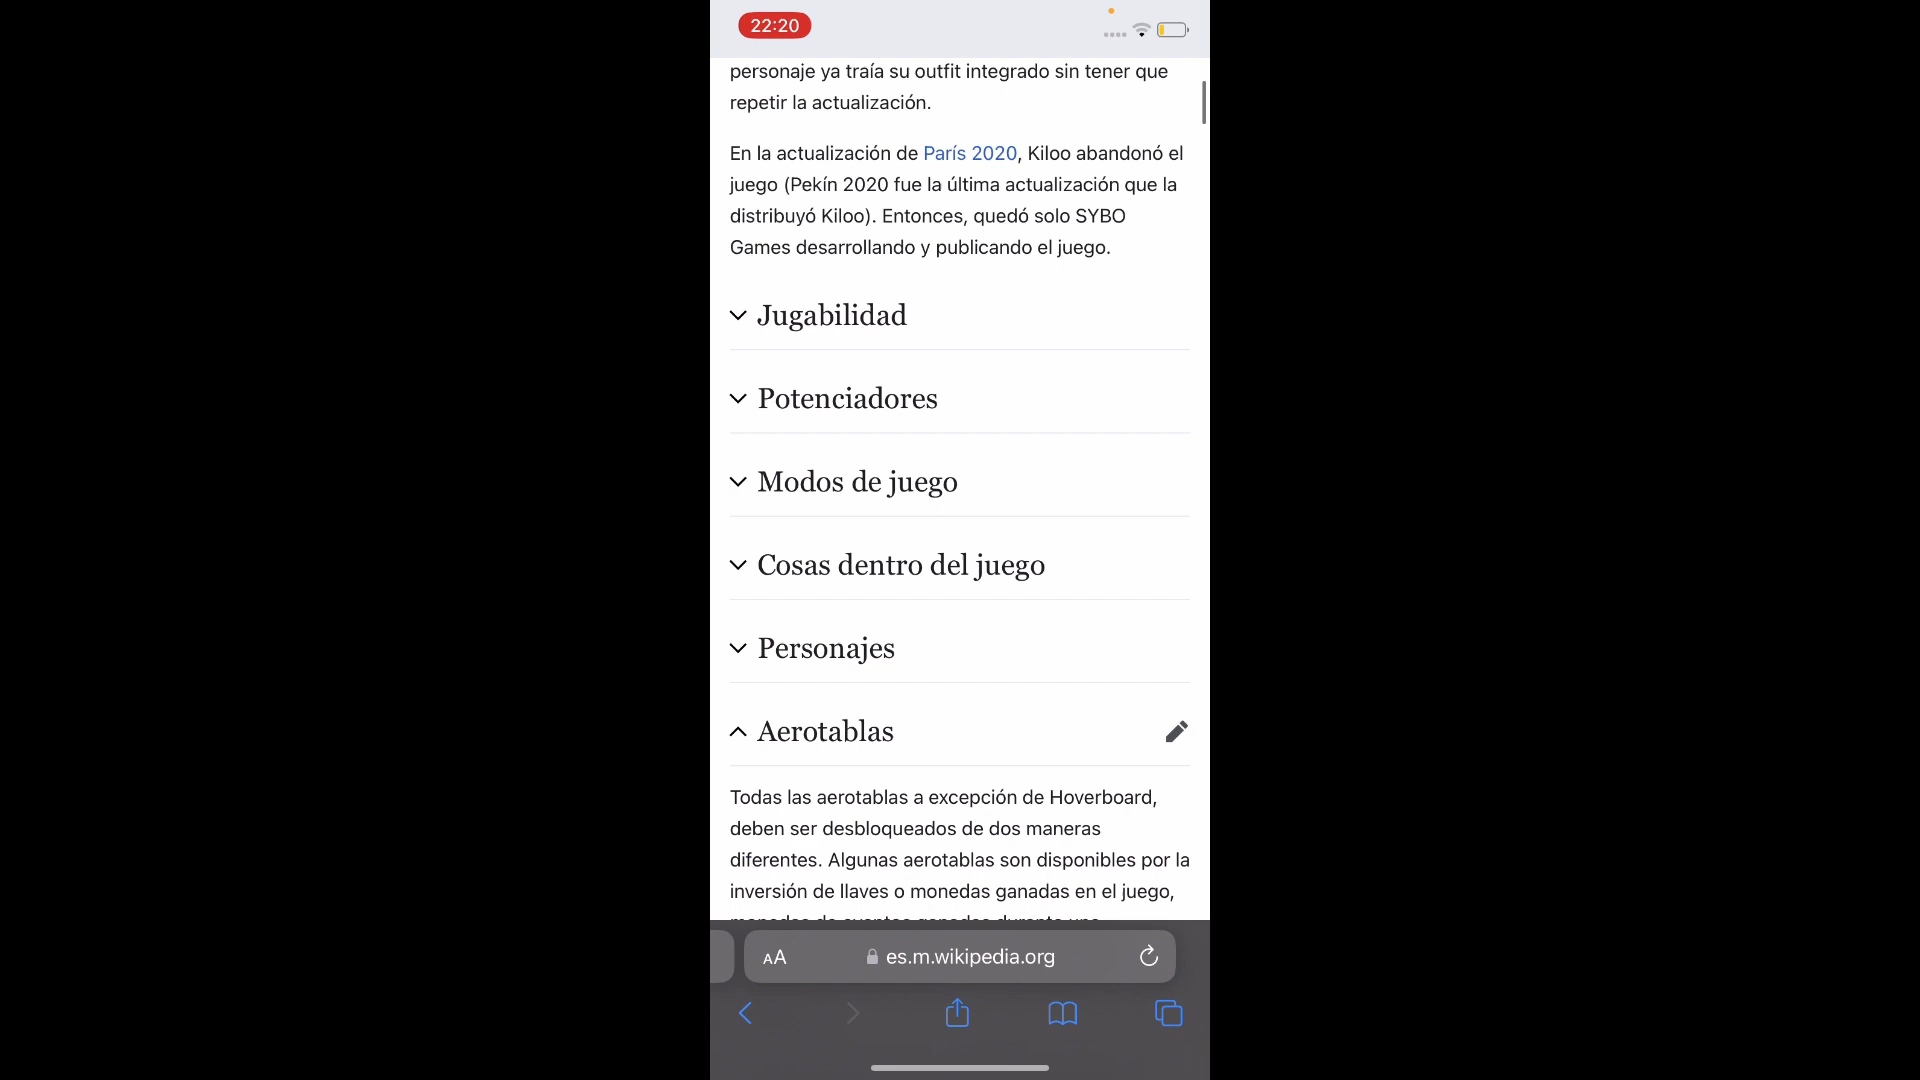 22:20
personaje ya traía su outfit integrado sin tener que
repetir la actualización.
En la actualización de París 2020, Kiloo abandonó el
juego (Pekín 2020 fue la última actualización que la
distribuyó Kiloo). Entonces, quedó solo SYBO
Games desarrollando y publicando el juego.
Jugabilidad
Potenciadores
Modos de juego
Cosas dentro del juego
Personajes
Aerotablas
Todas las aerotablas a excepción de Hoverboard,
deben ser desbloqueados de dos maneras
diferentes. Algunas aerotablas son disponibles por la
inversión de llaves o monedas ganadas en el juego,
AA es.m.wikipedia.org